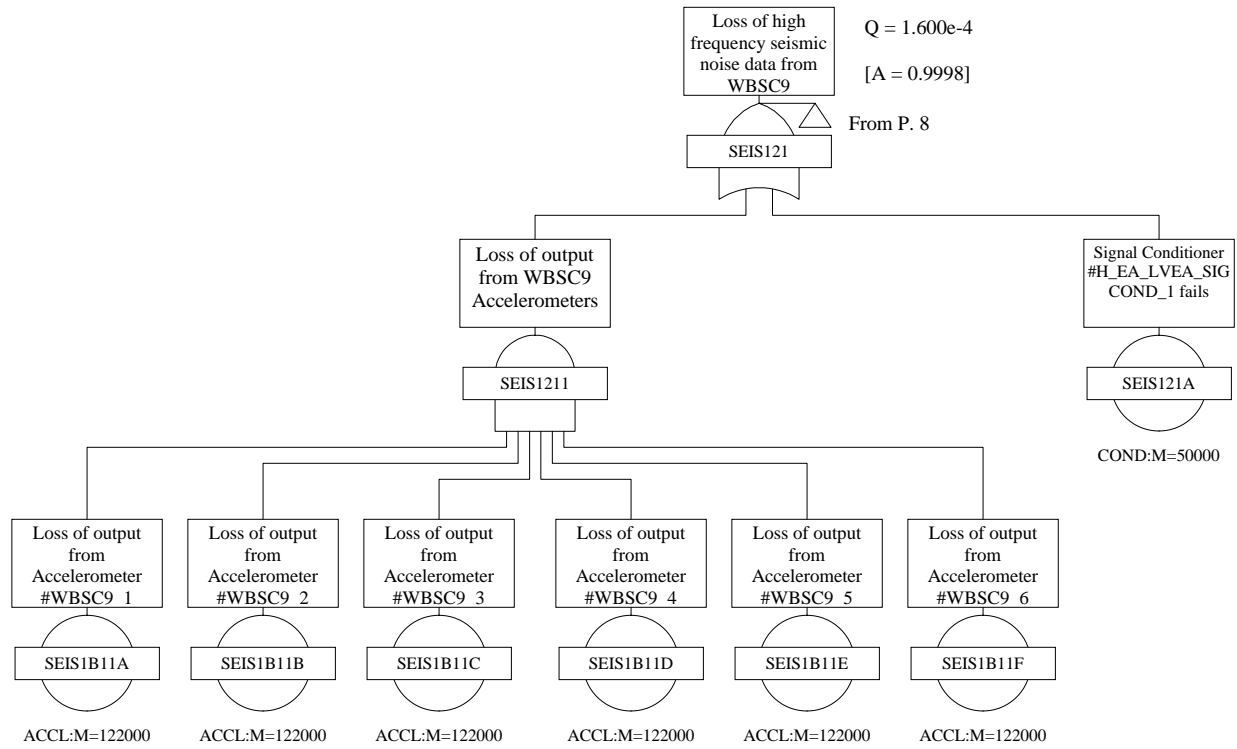 Loss of high
frequency seismic
noise data from
WBSC9
Q = 1.600e-4
[A = 0.9998]
From P. 8
SEIS121
Loss of output
from WBSC9
Accelerometers
Signal Conditioner
#H_EA_LVEA_SIG
COND_1 fails
SEIS1211
SEIS121A
COND:M=50000
Loss of output
from
Accelerometer
#WBSC9_1
Loss of output
from
Accelerometer
#WBSC9_2
Loss of output
from
Accelerometer
#WBSC9_3
Loss of output
from
Accelerometer
#WBSC9_4
Loss of output
from
Accelerometer
#WBSC9_5
Loss of output
from
Accelerometer
#WBSC9_6
SEIS1B11A
SEIS1B11B
SEIS1B11C
SEIS1B11D
SEIS1B11E
SEIS1B11F
ACCL:M=122000
ACCL:M=122000
ACCL:M=122000
ACCL:M=122000
ACCL:M=122000
ACCL:M=122000